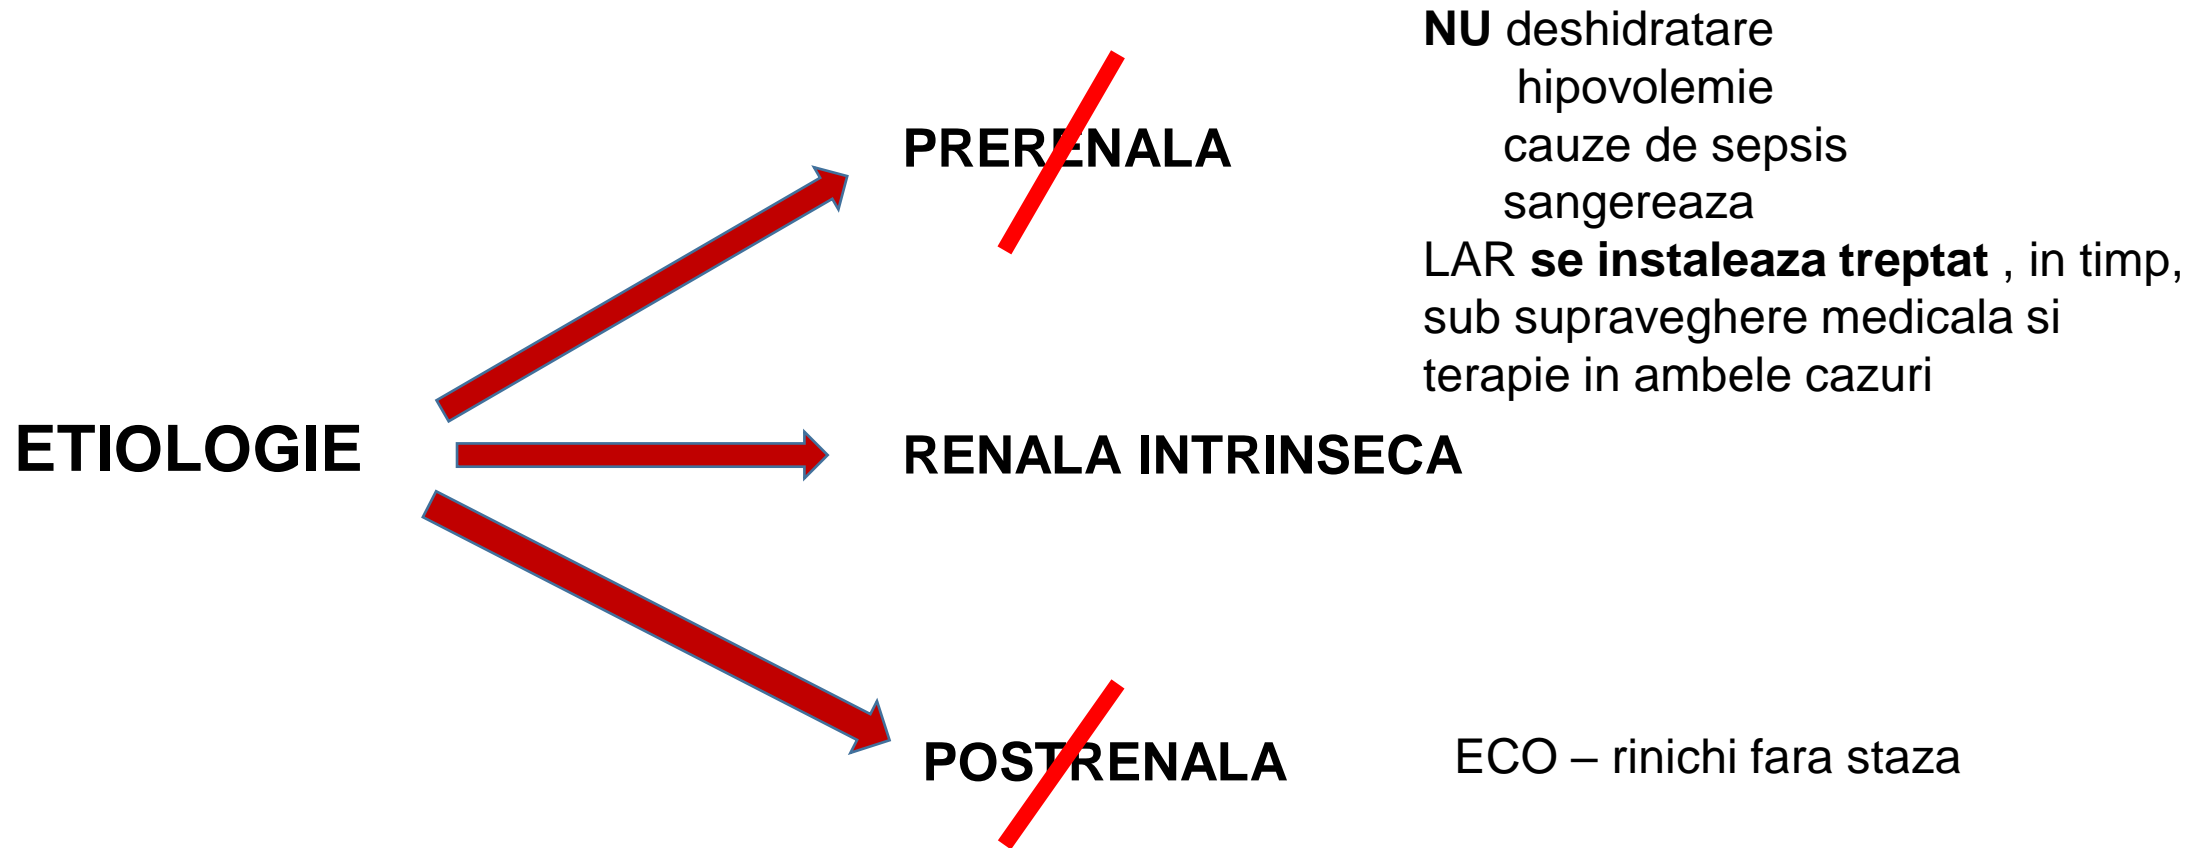 NU deshidratare
hipovolemie
cauze de sepsis
sangereaza
LAR se instaleaza treptat , in timp,
sub supraveghere medicala si
terapie in ambele cazuri
PRERENALA
ETIOLOGIE
RENALA INTRINSECA
POSTRENALA
ECO – rinichi fara staza